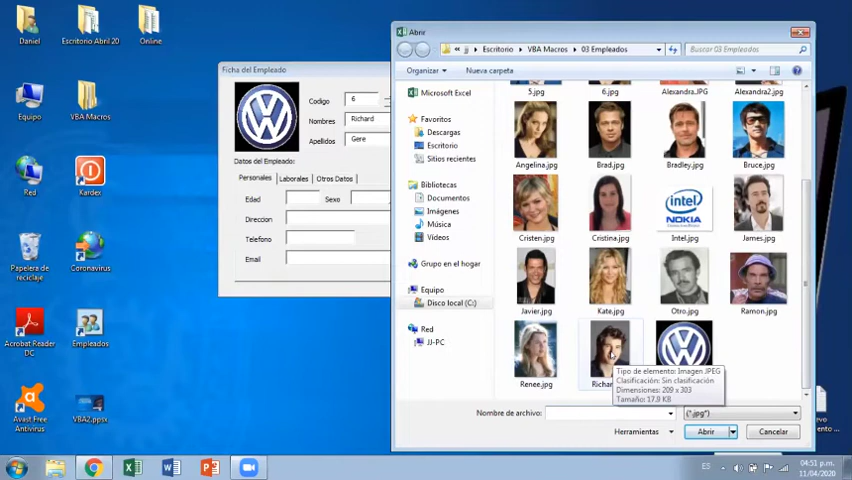 Daniel
Escritorio Abril 20
Online
Equipo
VBA Macros
Red
Kardex
Papelera de
reciclaje
Coronavirus
Acrobat Reader
DC
Empleados
Avast Free
Antivirus
VBA2.ppsx
Ficha del Empleado
Codigo
6
Nombres
Richard
Apellidos
Gere
Datos del Empleado:
Personales
Laborales
Otros Datos
Edad
Sexo
Direccion
Telefono
Email
Abrir
« jj
Escritorio
VBA Macros
03 Empleados
Buscar 03 Empleados
Organizar
Nueva carpeta
Microsoft Excel
Favoritos
Descargas
Escritorio
Sitios recientes
Bibliotecas
Documentos
Imágenes
Música
Vídeos
Grupo en el hogar
Equipo
Disco local (C:)
Red
JJ-PC
5.jpg
6.jpg
Alexandra.JPG
Alexandra2.jpg
Angelina.jpg
Brad.jpg
Bradley.jpg
Bruce.jpg
intel
NOKIA
Cristen.jpg
Cristina.jpg
Intel.jpg
James.jpg
Javier.jpg
Kate.jpg
Otro.jpg
Ramon.jpg
Renee.jpg
Richar
Tipo de elemento: Imagen JPEG
Clasificación: Sin clasificación
Dimensiones: 209 x 303
Tamaño: 17.9 KB
Nombre de archivo:
(*.jpg*)
Herramientas
Abrir
Cancelar
ES
04:51 p.m.
11/04/2020